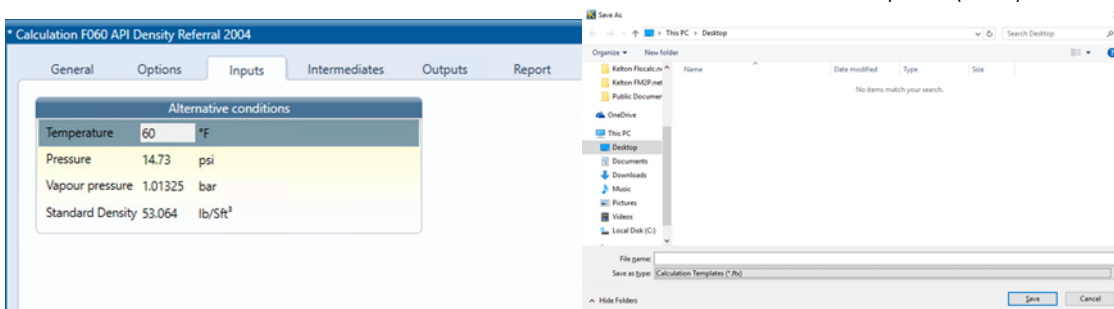 * Calculation F060 API Density Referral 2004
General Options Inputs Intermediates Outputs Report
Alternative conditions
Temperature 60 °F
Pressure 14.73 psi
Vapour pressure 1.01325 bar
Standard Density 53.064 lb/Sft³
Save As
This PC > Desktop
Search Desktop
Organize New folder
Name Date modified Type Size
No items match your search.
Kelton Flocalc.n
Kelton FM2P.net
Public Documer
OneDrive
This PC
Desktop
Documents
Downloads
Music
Pictures
Videos
Local Disk (C:)
File name:
Save as type: Calculation Templates (*.ftx)
Hide Folders
Save Cancel